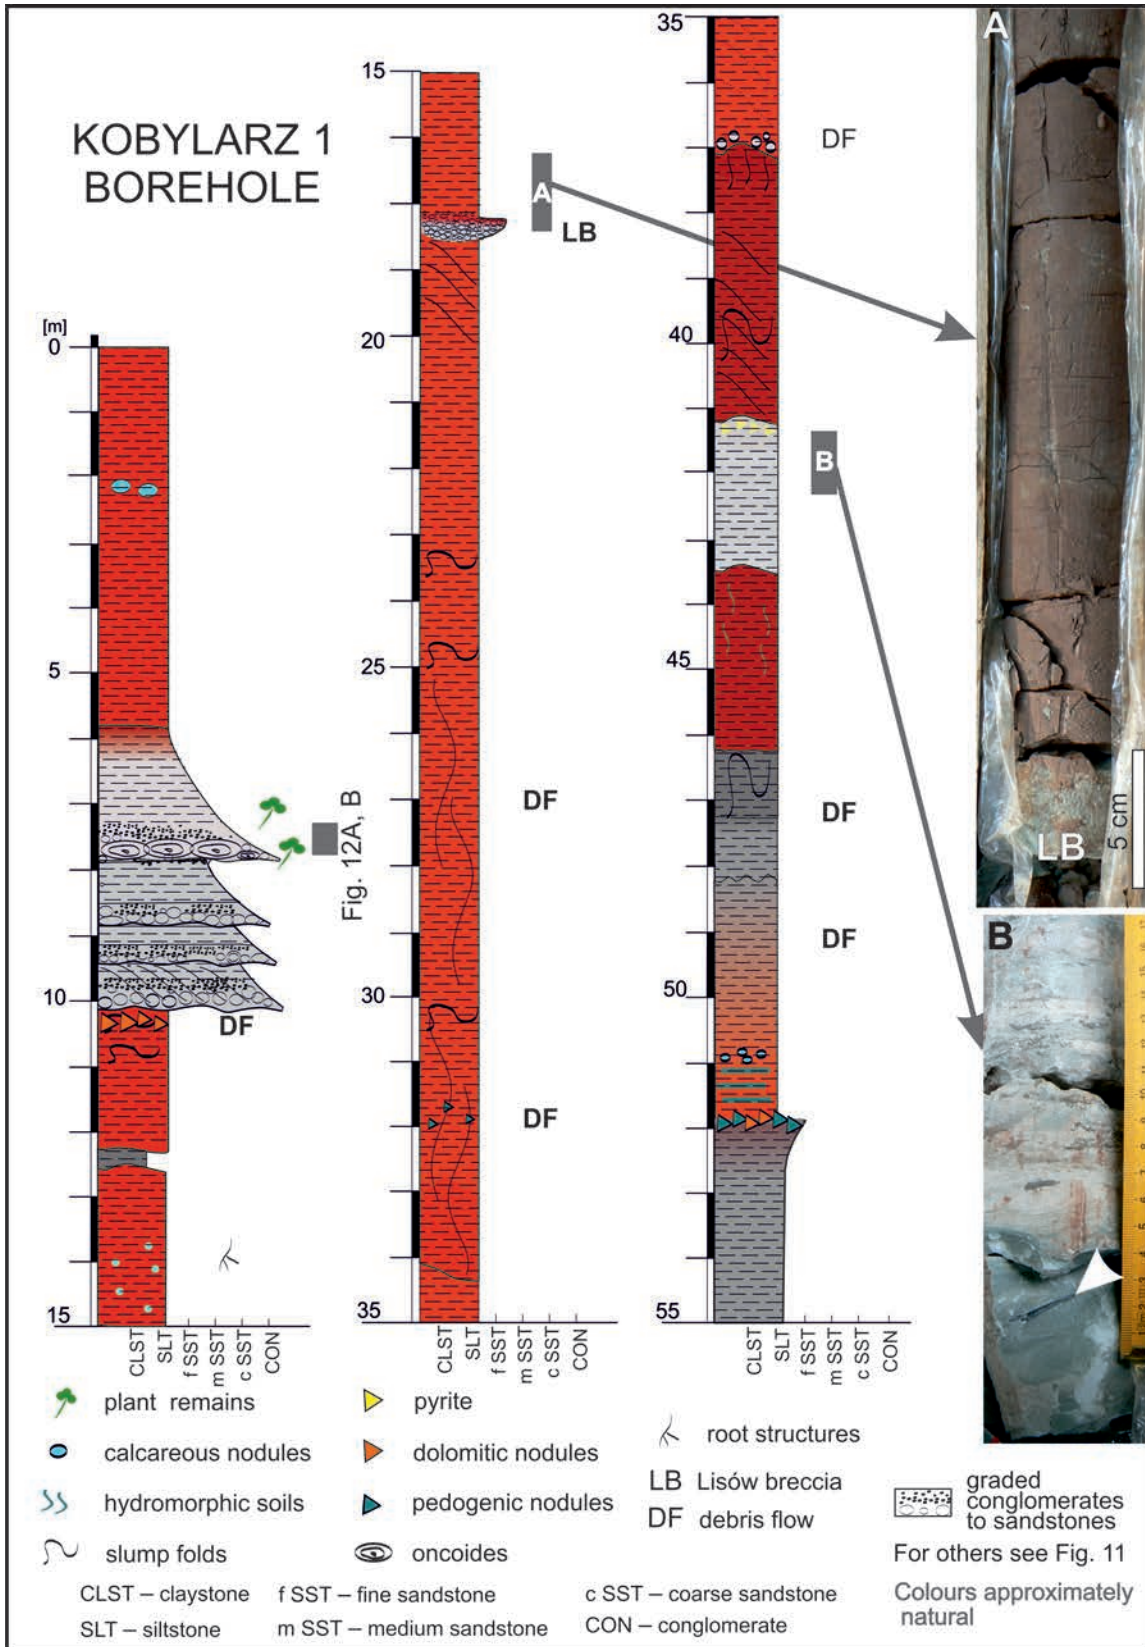 KOBYLARZ 1
BOREHOLE
[m]
0
5
10
15
DF
Fig. 12A, B
CLST
SLT
f SST
m SST
c SST
CON
15
20
25
30
35
A
LB
DF
DF
CLST
SLT
f SST
m SST
c SST
CON
35
40
45
50
55
DF
B
DF
DF
CLST
SLT
f SST
m SST
c SST
CON
A
LB
5 cm
B
plant remains
calcareous nodules
hydromorphic soils
slump folds
pyrite
dolomitic nodules
pedogenic nodules
oncoides
root structures
LB Lisów breccia
DF debris flow
graded
conglomerates
to sandstones
For others see Fig. 11
Colours approximately
natural
CLST – claystone
f SST – fine sandstone
c SST – coarse sandstone
SLT – siltstone
m SST – medium sandstone
CON – conglomerate